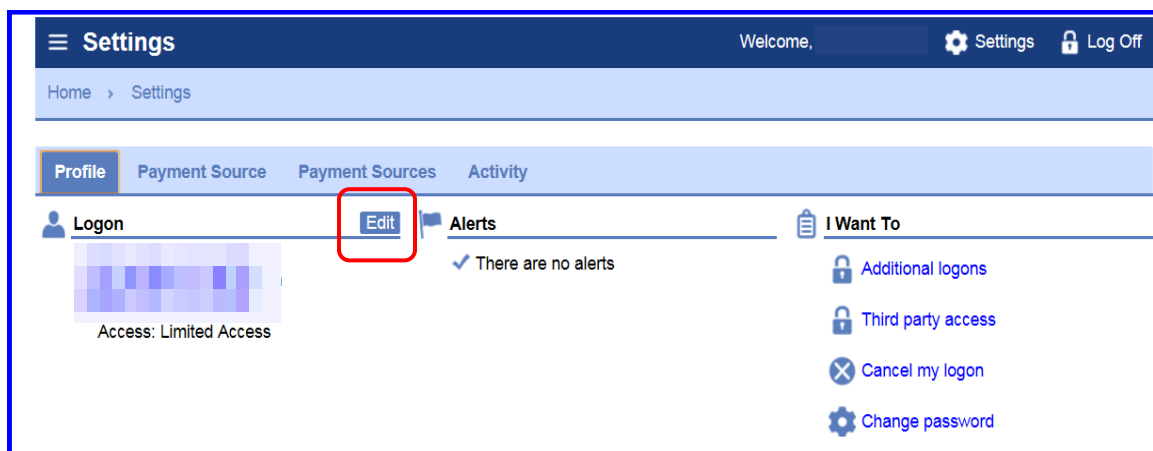 Settings
Welcome,
Settings
Log Off
Home › Settings
Profile
Payment Source
Payment Sources
Activity
Logon
Edit
Access: Limited Access
Alerts
There are no alerts
I Want To
Additional logons
Third party access
Cancel my logon
Change password